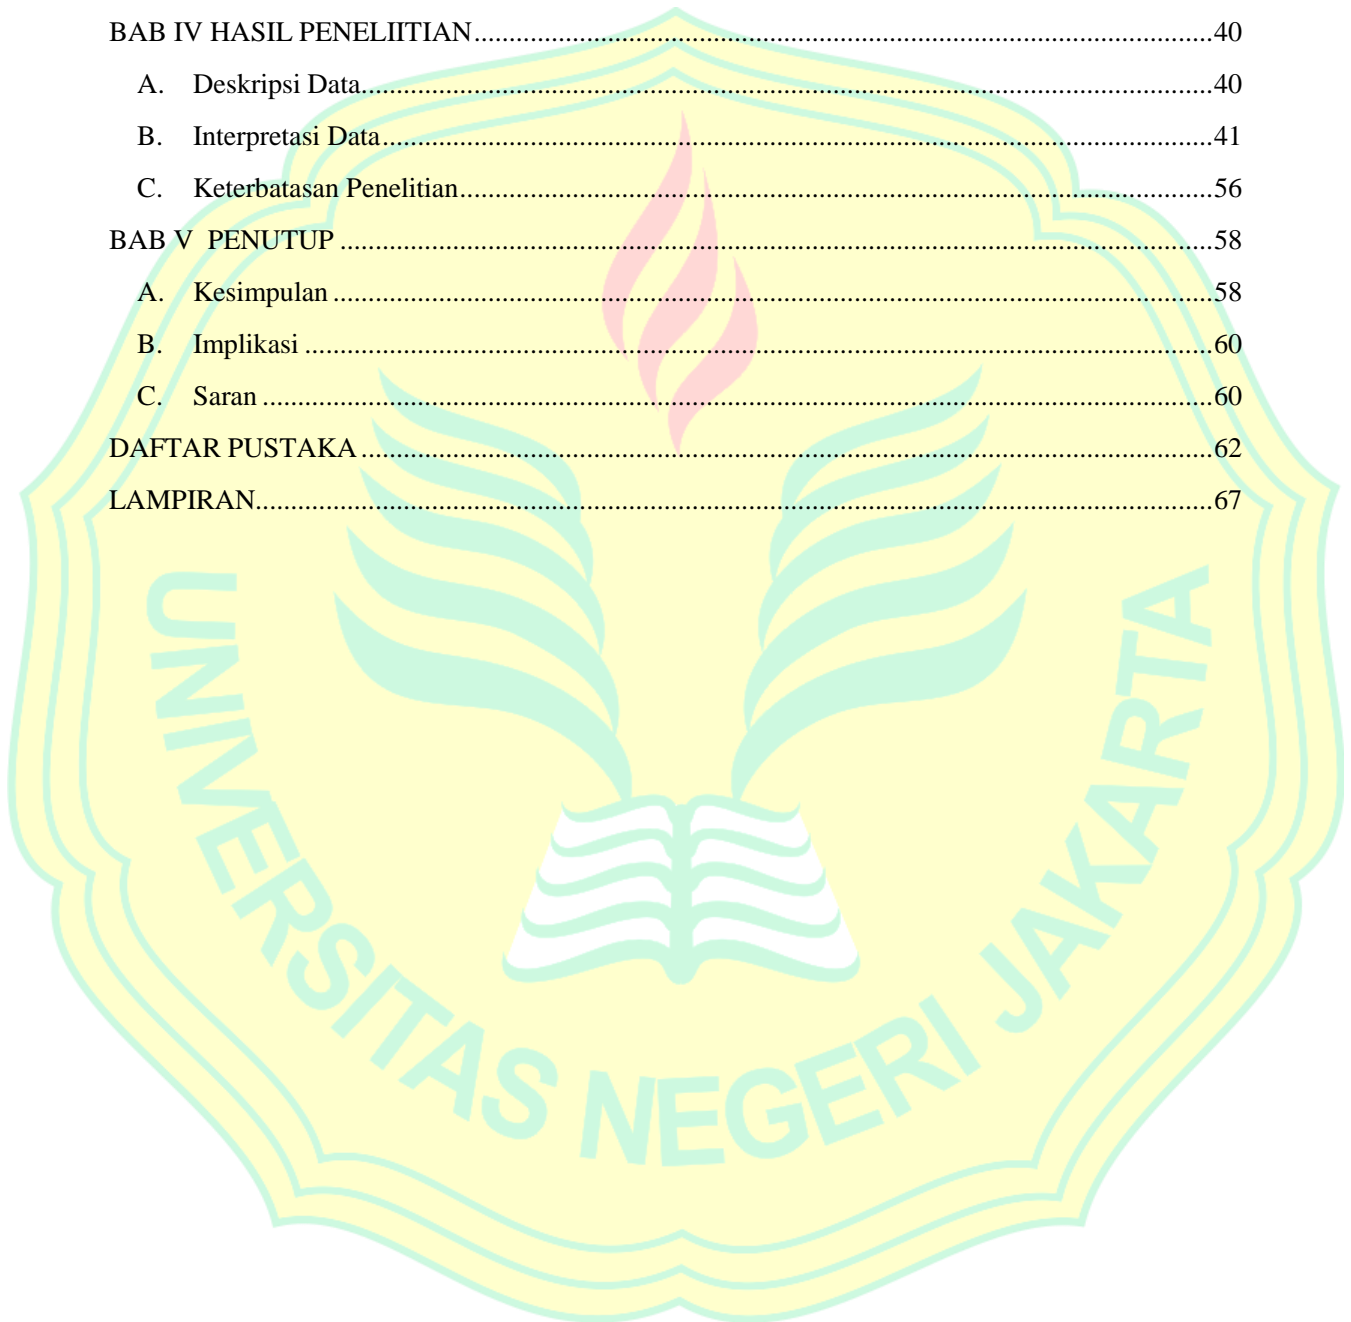 BAB IV HASIL PENELIITIAN........................................................40
A. Deskripsi Data........................................................40
B. Interpretasi Data........................................................41
C. Keterbatasan Penelitian........................................................56
BAB V  PENUTUP ........................................................58
A. Kesimpulan ........................................................58
B. Implikasi ........................................................60
C. Saran ........................................................60
DAFTAR PUSTAKA ........................................................62
LAMPIRAN........................................................67
UNIVERSITAS NEGERI JAKARTA